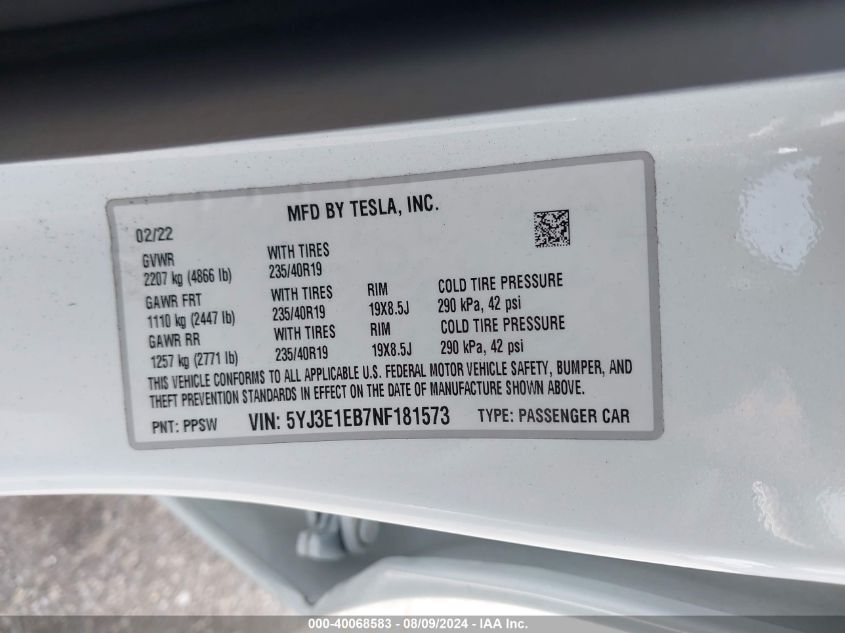 MFD BY TESLA, INC.
02/22
GVWR
2207 kg (4866 lb)
WITH TIRES
235/40R19
GAWR FRT
1110 kg (2447 lb)
WITH TIRES
235/40R19
RIM
19X8.5J
COLD TIRE PRESSURE
290 kPa, 42 psi
GAWR RR
1257 kg (2771 lb)
WITH TIRES
235/40R19
RIM
19X8.5J
COLD TIRE PRESSURE
290 kPa, 42 psi
THIS VEHICLE CONFORMS TO ALL APPLICABLE U.S. FEDERAL MOTOR VEHICLE SAFETY, BUMPER, AND
THEFT PREVENTION STANDARDS IN EFFECT ON THE DATE OF MANUFACTURE SHOWN ABOVE.
PNT: PPSW VIN: 5YJ3E1EB7NF181573 TYPE: PASSENGER CAR
000-40068583 - 08/09/2024 - IAA Inc.